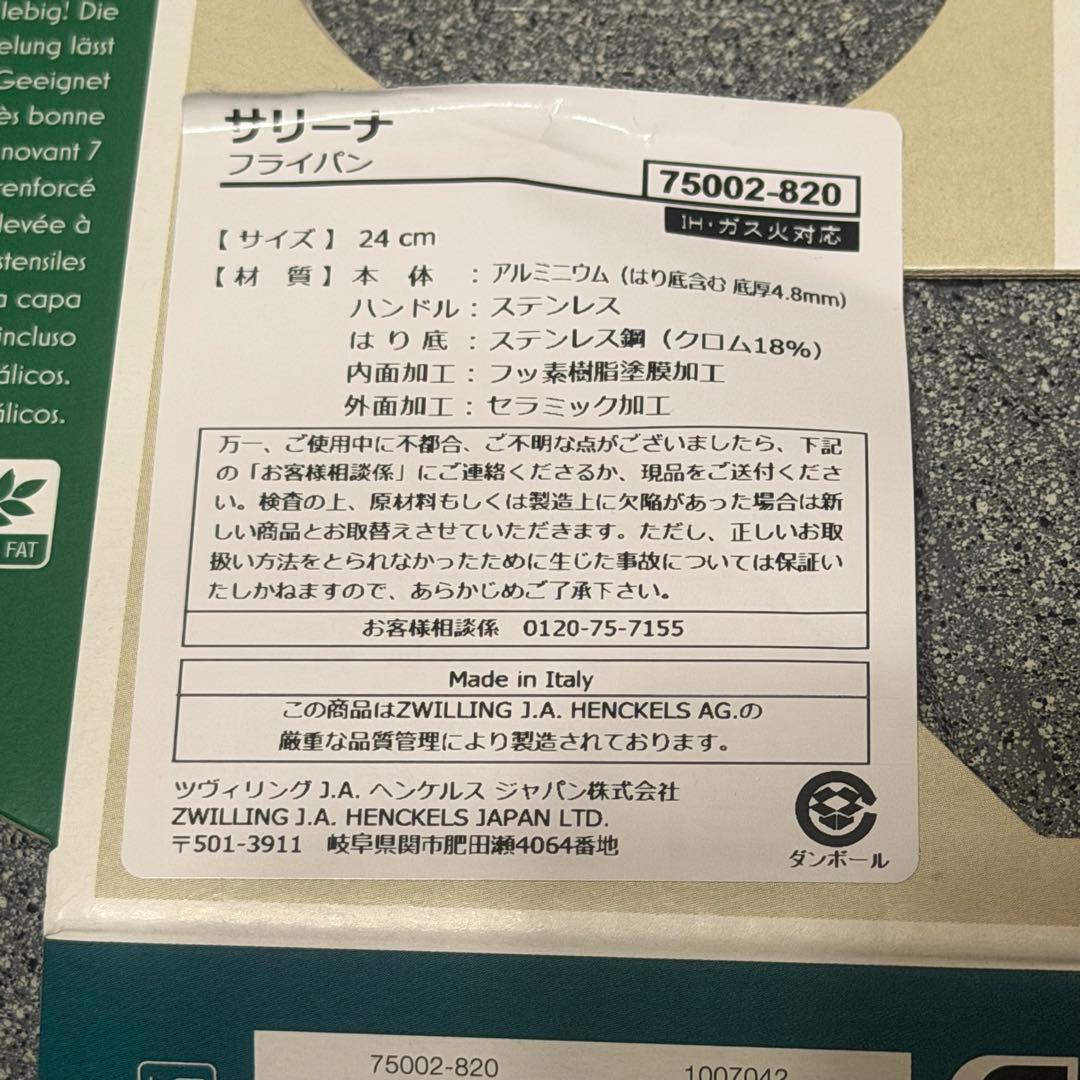 lebig! Die
elung lässt
Geeignet
ès bonne
novant 7
renforcé
levée à
stensiles
a capa
incluso
álicos.
álicos.
FAT
サリーナ
フライパン
75002-820
IH・ガス火対応
【サイズ】 24 cm
【材 質】本 体 : アルミニウム(はり底含む 底厚4.8mm)
ハンドル : ステンレス
はり底 : ステンレス鋼(クロム18%)
内面加工 : フッ素樹脂塗膜加工
外面加工 : セラミック加工
万一、ご使用中に不都合、ご不明な点がございましたら、下記
の「お客様相談係」にご連絡くださるか、現品をご送付くださ
い。検査の上、原材料もしくは製造上に欠陥があった場合は新
しい商品とお取替えさせていただきます。ただし、正しいお取
扱い方法をとられなかったために生じた事故については保証い
たしかねますので、あらかじめご了承下さい。
お客様相談係 0120-75-7155
Made in Italy
この商品はZWILLING J.A. HENCKELS AG.の
厳重な品質管理により製造されております。
ツヴィリング J.A. ヘンケルス ジャパン株式会社
ZWILLING J.A. HENCKELS JAPAN LTD.
〒501-3911 岐阜県関市肥田瀬4064番地
ダンボール
75002-820
1007042